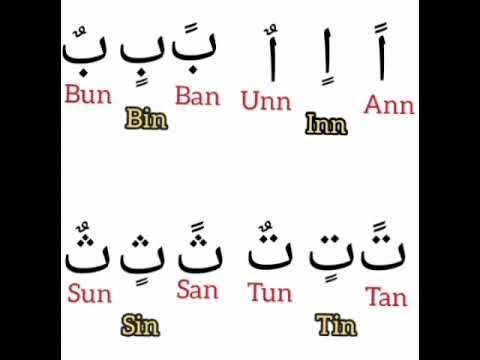 اً اٍ اٌ بً بٍ بٌ
Ann Inn Unn Ban Bin Bun
تً تٍ تٌ ثً ثٍ ثٌ
Tan Tin Tun San Sin Sun